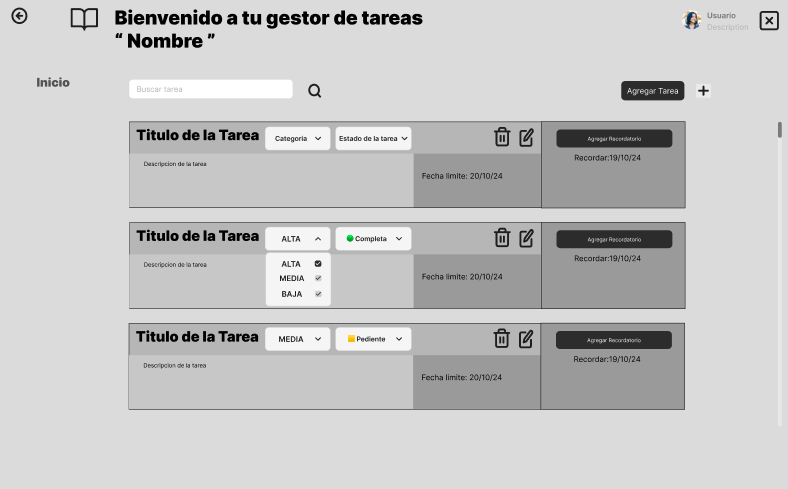 Bienvenido a tu gestor de tareas
“ Nombre ”
Usuario
Description
Inicio
Buscar tarea
Agregar Tarea
Titulo de la Tarea
Categoria
Estado de la tarea
Agregar Recordatorio
Descripcion de la tarea
Recordar:19/10/24
Fecha limite: 20/10/24
Titulo de la Tarea
ALTA
Completa
Agregar Recordatorio
Recordar:19/10/24
Descripcion de la tarea
ALTA
MEDIA
BAJA
Fecha limite: 20/10/24
Titulo de la Tarea
MEDIA
Pediente
Agregar Recordatorio
Recordar:19/10/24
Descripcion de la tarea
Fecha limite: 20/10/24